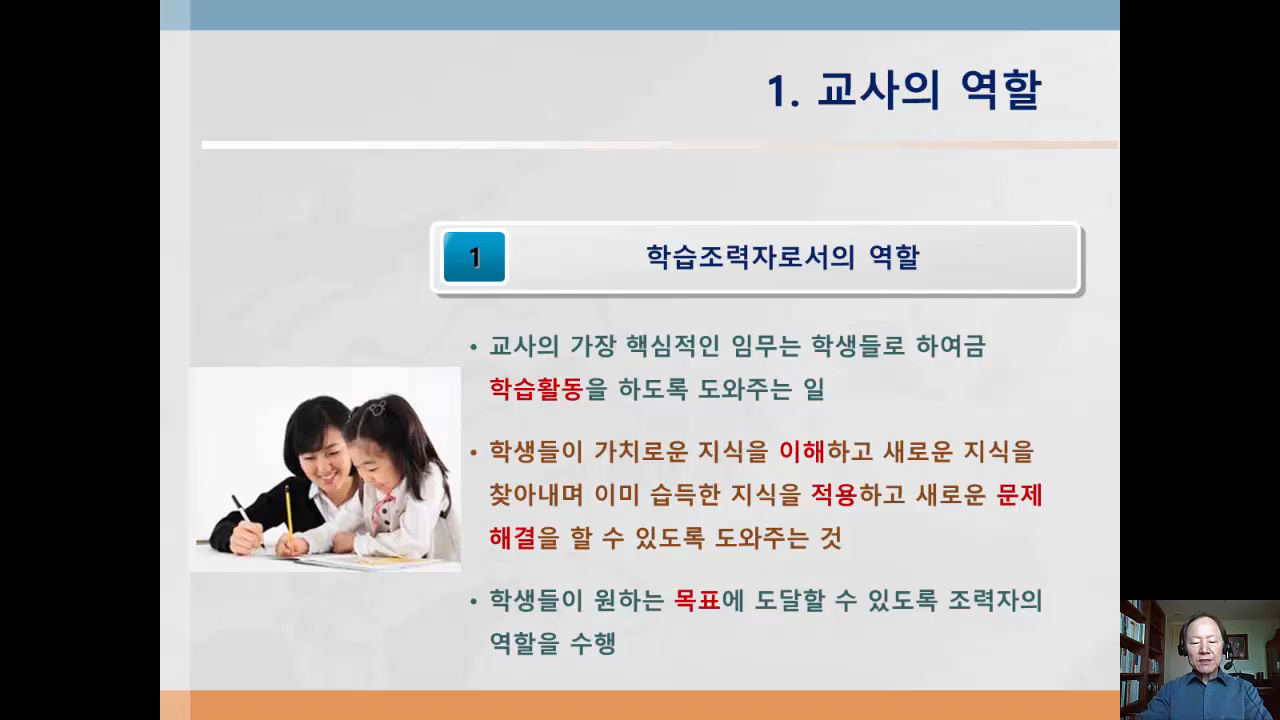 1. 교사의 역할
1 학습조력자로서의 역할
• 교사의 가장 핵심적인 임무는 학생들로 하여금
학습활동을 하도록 도와주는 일
• 학생들이 가치로운 지식을 이해하고 새로운 지식을
찾아내며 이미 습득한 지식을 적용하고 새로운 문제
해결을 할 수 있도록 도와주는 것
• 학생들이 원하는 목표에 도달할 수 있도록 조력자의
역할을 수행